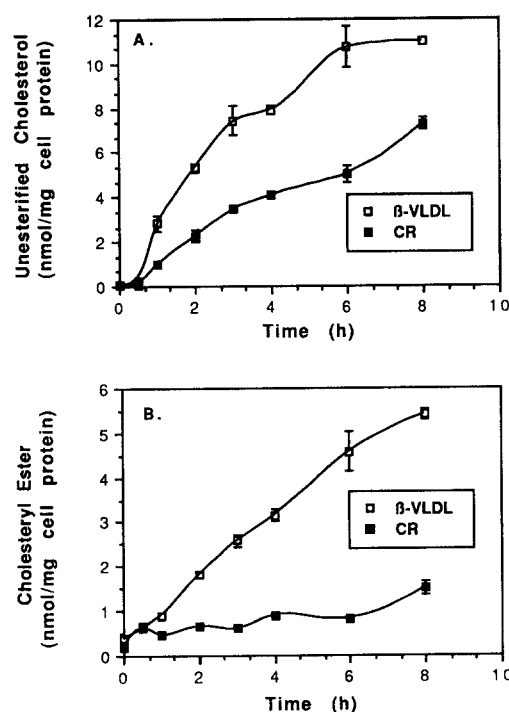 A.
Unesterified Cholesterol
(nmol/mg cell protein)
12
10
8
6
4
2
0
ß-VLDL
CR
0 2 4 6 8 10
Time (h)
B.
Cholesteryl Ester
(nmol/mg cell protein)
6
5
4
3
2
1
0
ß-VLDL
CR
0 2 4 6 8 10
Time (h)